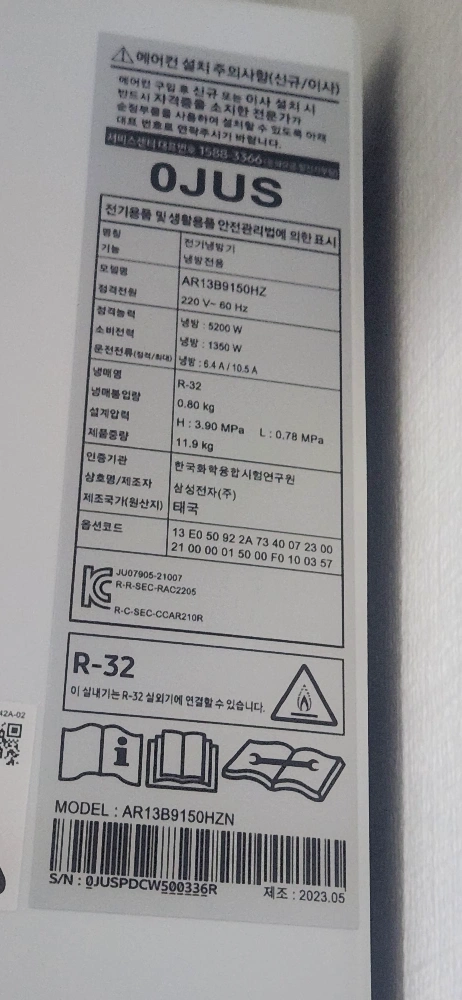 ⚠ 에어컨 설치 주의사항(신규/이사)
에어컨 구입 후 신규 또는 이사 설치 시
반드시 자격증을 소지한 전문가가
순정부품을 사용하여 설치할 수 있도록 아래
대표 번호로 연락주시기 바랍니다.
서비스센터 대표번호 1588-3366
0JUS
전기용품 및 생활용품 안전관리법에 의한 표시
명칭 전기냉방기
기능 냉방전용
모델명 AR13B9150HZ
정격전원 220 V~ 60 Hz
정격능력 냉방 : 5200 W
소비전력 냉방 : 1350 W
운전전류(정격/최대) 냉방 : 6.4 A / 10.5 A
냉매명 R-32
냉매봉입량 0.80 kg
설계압력 H : 3.90 MPa L : 0.78 MPa
제품중량 11.9 kg
인증기관 한국화학융합시험연구원
상호명/제조자 삼성전자(주)
제조국가(원산지) 태국
옵션코드 13 E0 50 92 2A 73 40 07 23 00
21 00 00 01 50 00 F0 10 03 57
JU07905-21007
R-R-SEC-RAC2205
R-C-SEC-CCAR210R
R-32
이 실내기는 R-32 실외기에 연결할 수 있습니다.
42A-02
MODEL : AR13B9150HZN
S/N : 0JUSPDCW500336R
제조 : 2023.05